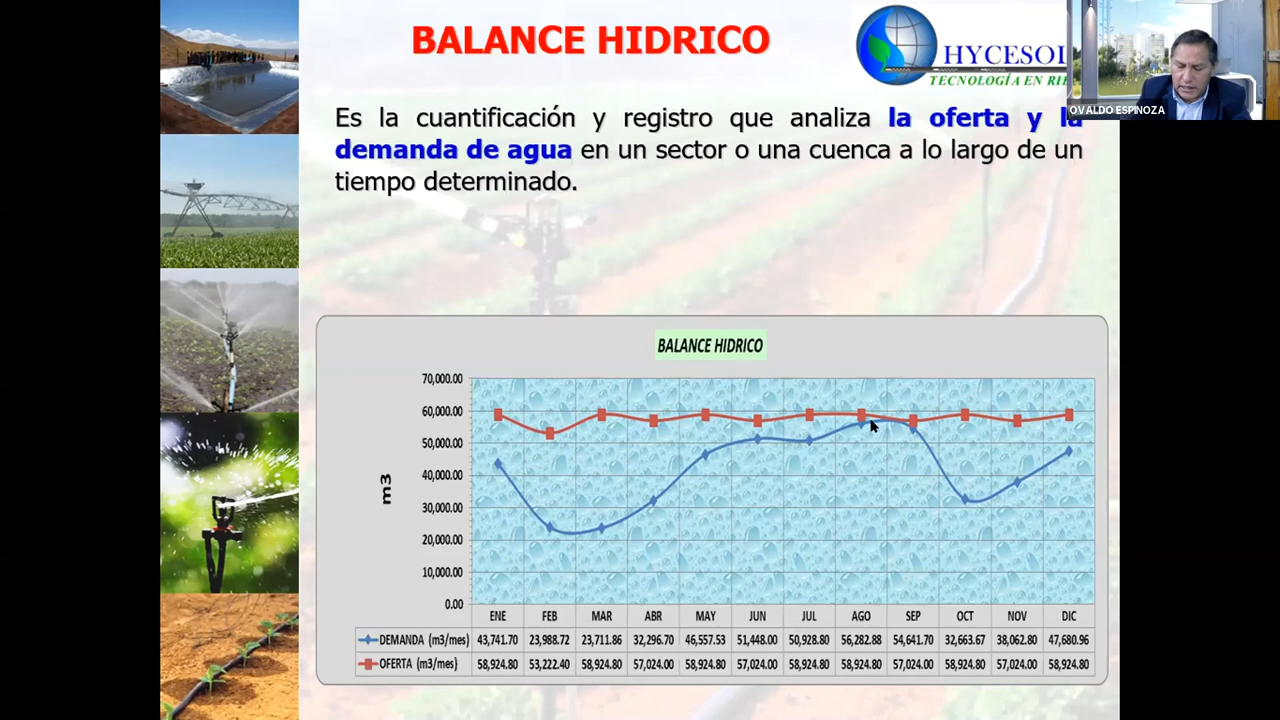 BALANCE HIDRICO
HYCESOL
TECNOLOGÍA EN RIE
OVALDO ESPINOZA
Es la cuantificación y registro que analiza la oferta y la
demanda de agua en un sector o una cuenca a lo largo de un
tiempo determinado.
BALANCE HIDRICO
70,000.00
60,000.00
50,000.00
40,000.00
30,000.00
20,000.00
10,000.00
0.00
m3
ENE FEB MAR ABR MAY JUN JUL AGO SEP OCT NOV DIC
DEMANDA (m3/mes) 43,741.70 23,988.72 23,711.86 32,296.70 46,557.53 51,448.00 50,928.80 56,282.88 54,641.70 32,663.67 38,062.80 47,680.96
OFERTA (m3/mes) 58,924.80 53,222.40 58,924.80 57,024.00 58,924.80 57,024.00 58,924.80 58,924.80 57,024.00 58,924.80 57,024.00 58,924.80